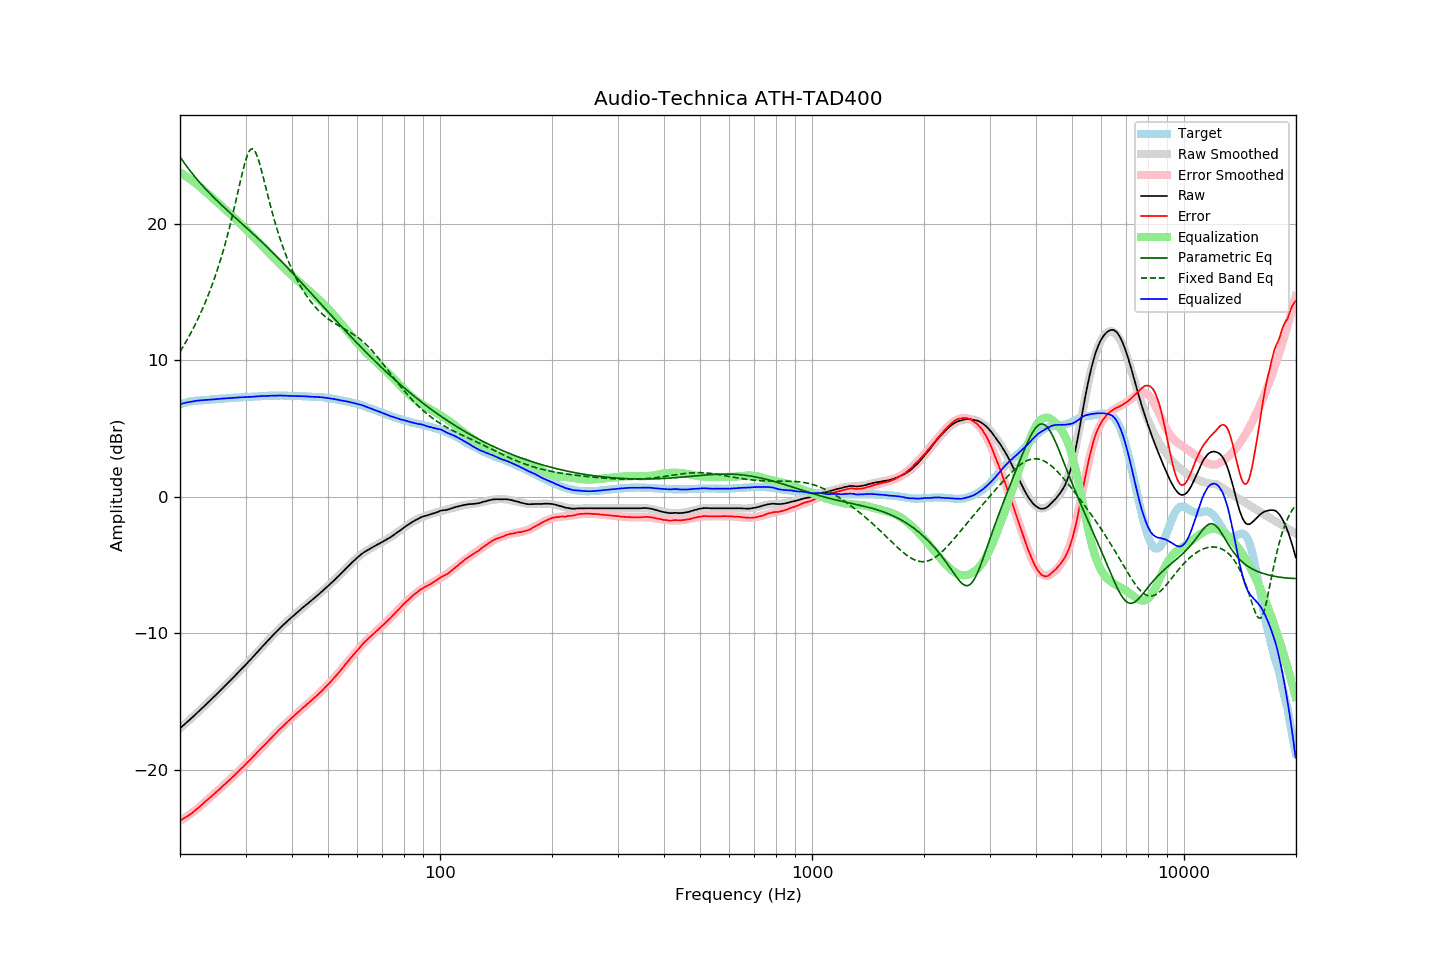 Audio-Technica ATH-TAD400
Target
Raw Smoothed
Error Smoothed
Raw
Error
Equalization
Parametric Eq
Fixed Band Eq
Equalized
20
10
0
−10
−20
Amplitude (dBr)
100
1000
10000
Frequency (Hz)